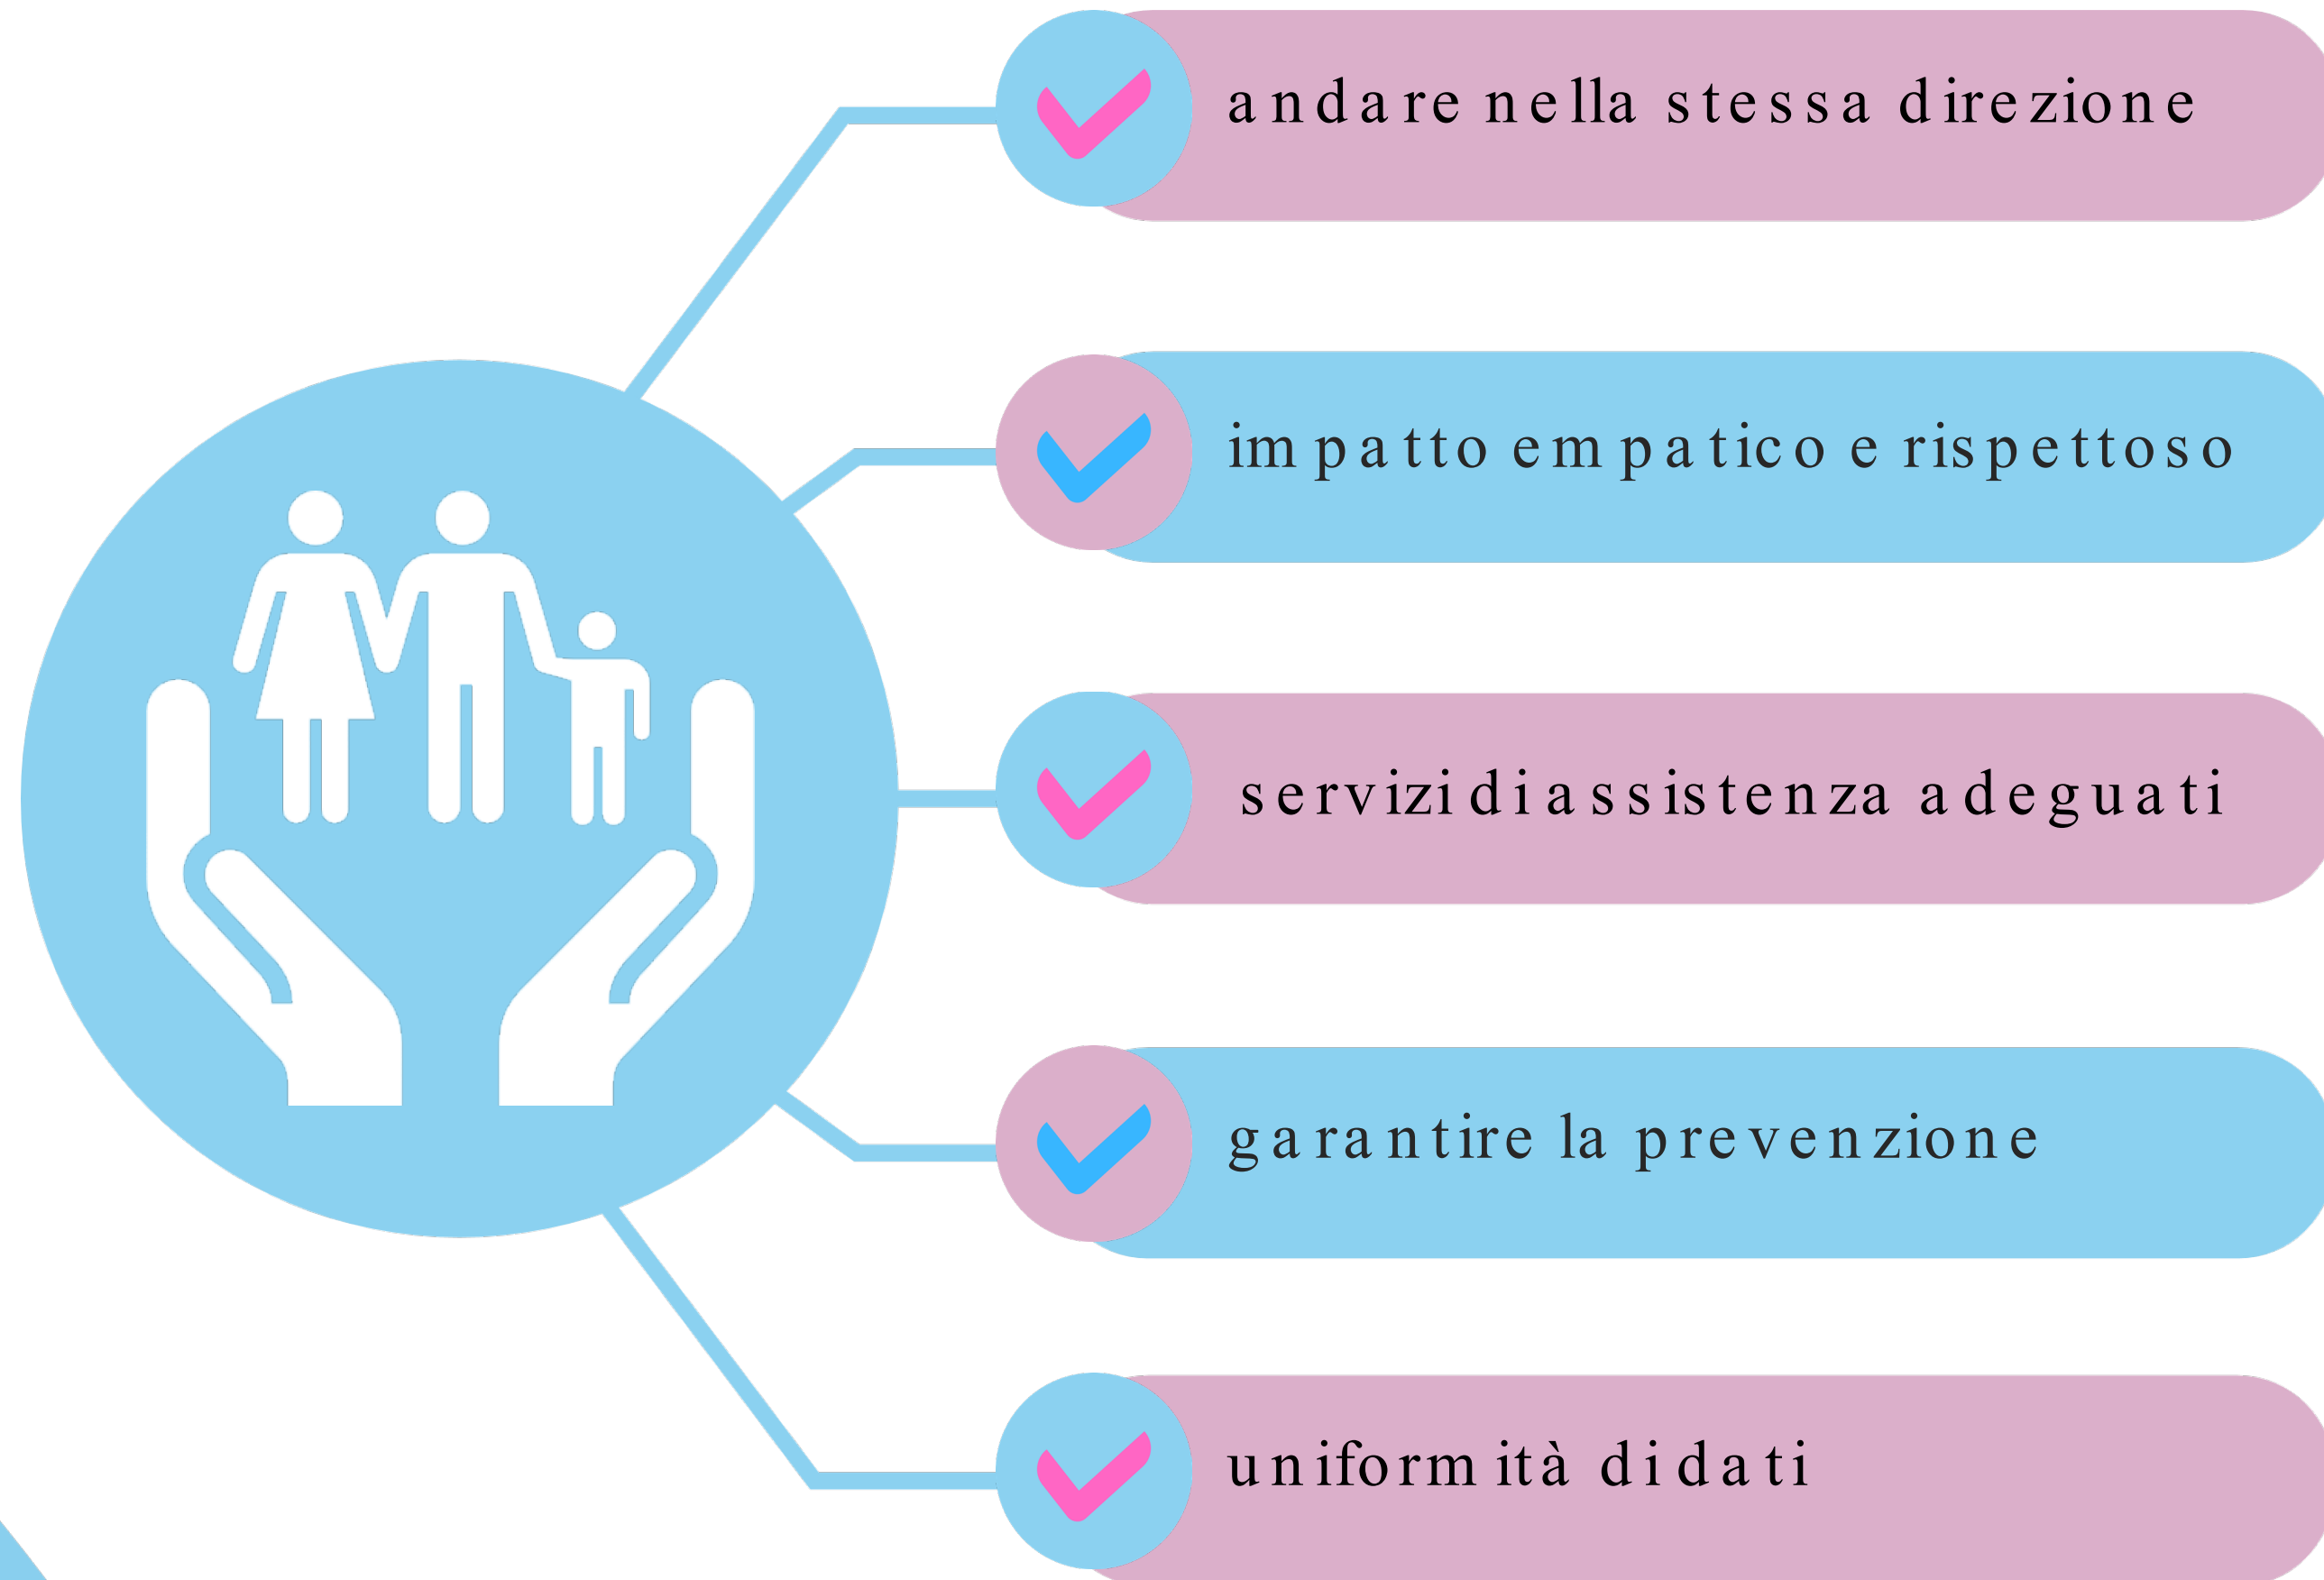 andare nella stessa direzione
impatto empatico e rispettoso
servizi di assistenza adeguati
garantire la prevenzione
uniformità di dati